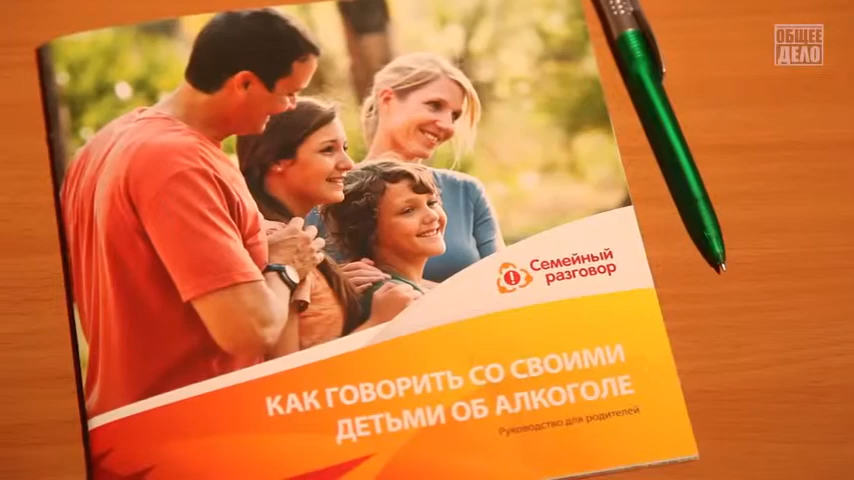 ОБЩЕЕ
ДЕЛО
Семейный
разговор
КАК ГОВОРИТЬ СО СВОИМИ
ДЕТЬМИ ОБ АЛКОГОЛЕ
Руководство для родителей